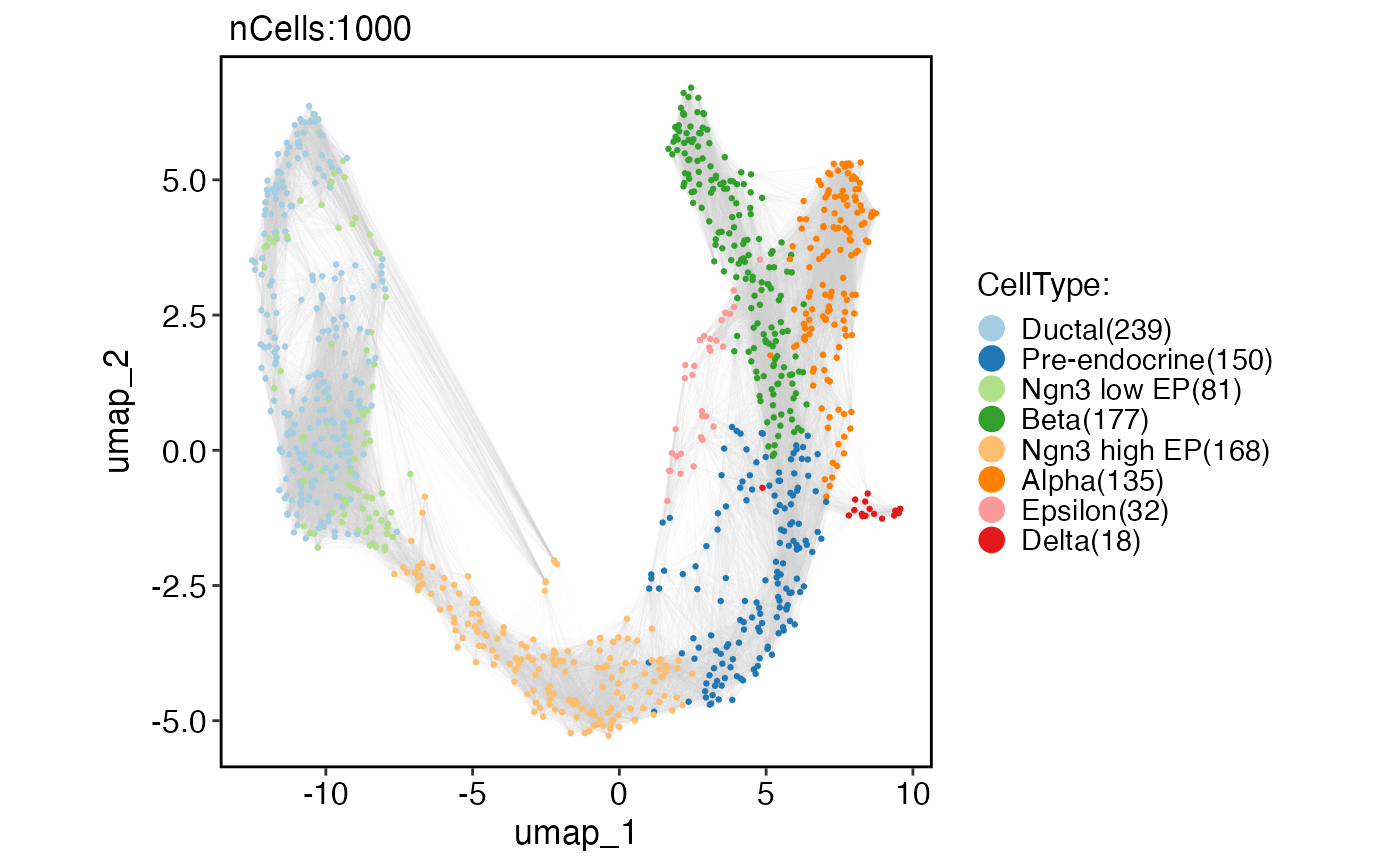 nCells:1000
5.0
2.5
0.0
-2.5
-5.0
umap_2
-10
-5
0
5
10
umap_1
CellType:
Ductal(239)
Pre-endocrine(150)
Ngn3 low EP(81)
Beta(177)
Ngn3 high EP(168)
Alpha(135)
Epsilon(32)
Delta(18)